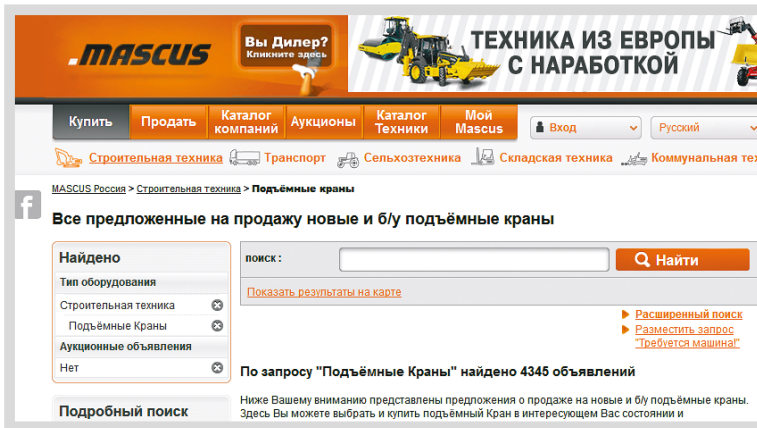 .mascus
Вы Дилер?
Кликните здесь
ТЕХНИКА ИЗ ЕВРОПЫ
С НАРАБОТКОЙ
Купить
Продать
Каталог
компаний
Аукционы
Каталог
Техники
Мой
Mascus
Вход
Русский
Строительная техника
Транспорт
Сельхозтехника
Складская техника
Коммунальная тех
MASCUS Россия > Строительная техника > Подъёмные краны
f
Все предложенные на продажу новые и б/у подъёмные краны
Найдено
Тип оборудования
Строительная техника
Подъёмные Краны
Аукционные объявления
Нет
Подробный поиск
поиск :
Найти
Показать результаты на карте
Расширенный поиск
Разместить запрос
"Требуется машина!"
По запросу "Подъёмные Краны" найдено 4345 объявлений
Ниже Вашему вниманию представлены предложения о продаже на новые и б/у подъёмные краны.
Здесь Вы можете выбрать и купить подъёмный Кран в интересующем Вас состоянии и